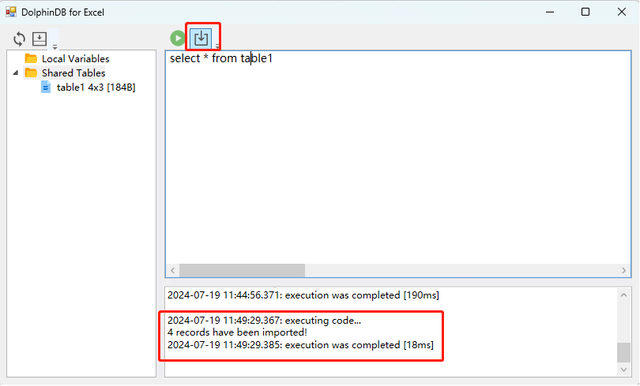 DolphinDB for Excel
Local Variables
Shared Tables
table1 4x3 [184B]
select * from table1
2024-07-19 11:44:56.371: execution was completed [190ms]
2024-07-19 11:49:29.367: executing code...
4 records have been imported!
2024-07-19 11:49:29.385: execution was completed [18ms]